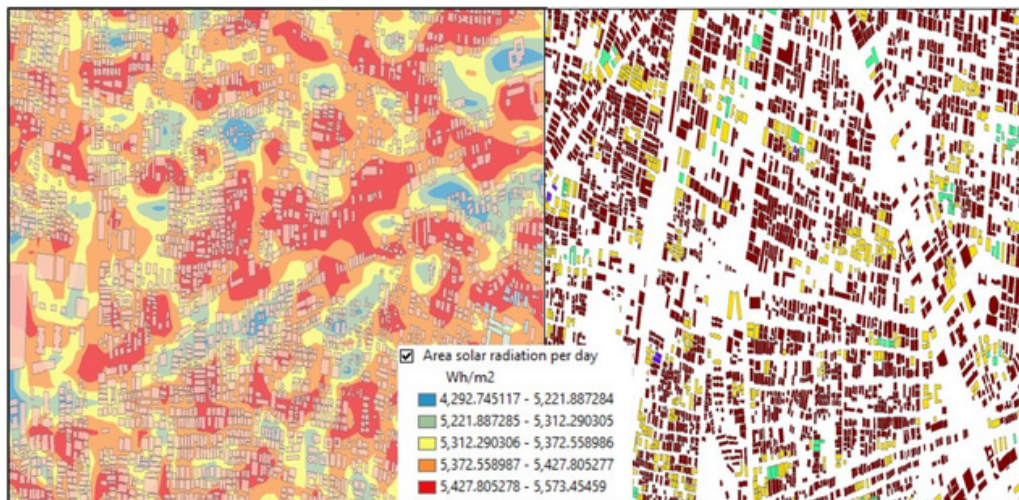 Area solar radiation per day
Wh/m2
4,292.745117 - 5,221.887284
5,221.887285 - 5,312.290305
5,312.290306 - 5,372.558986
5,372.558987 - 5,427.805277
5,427.805278 - 5,573.45459